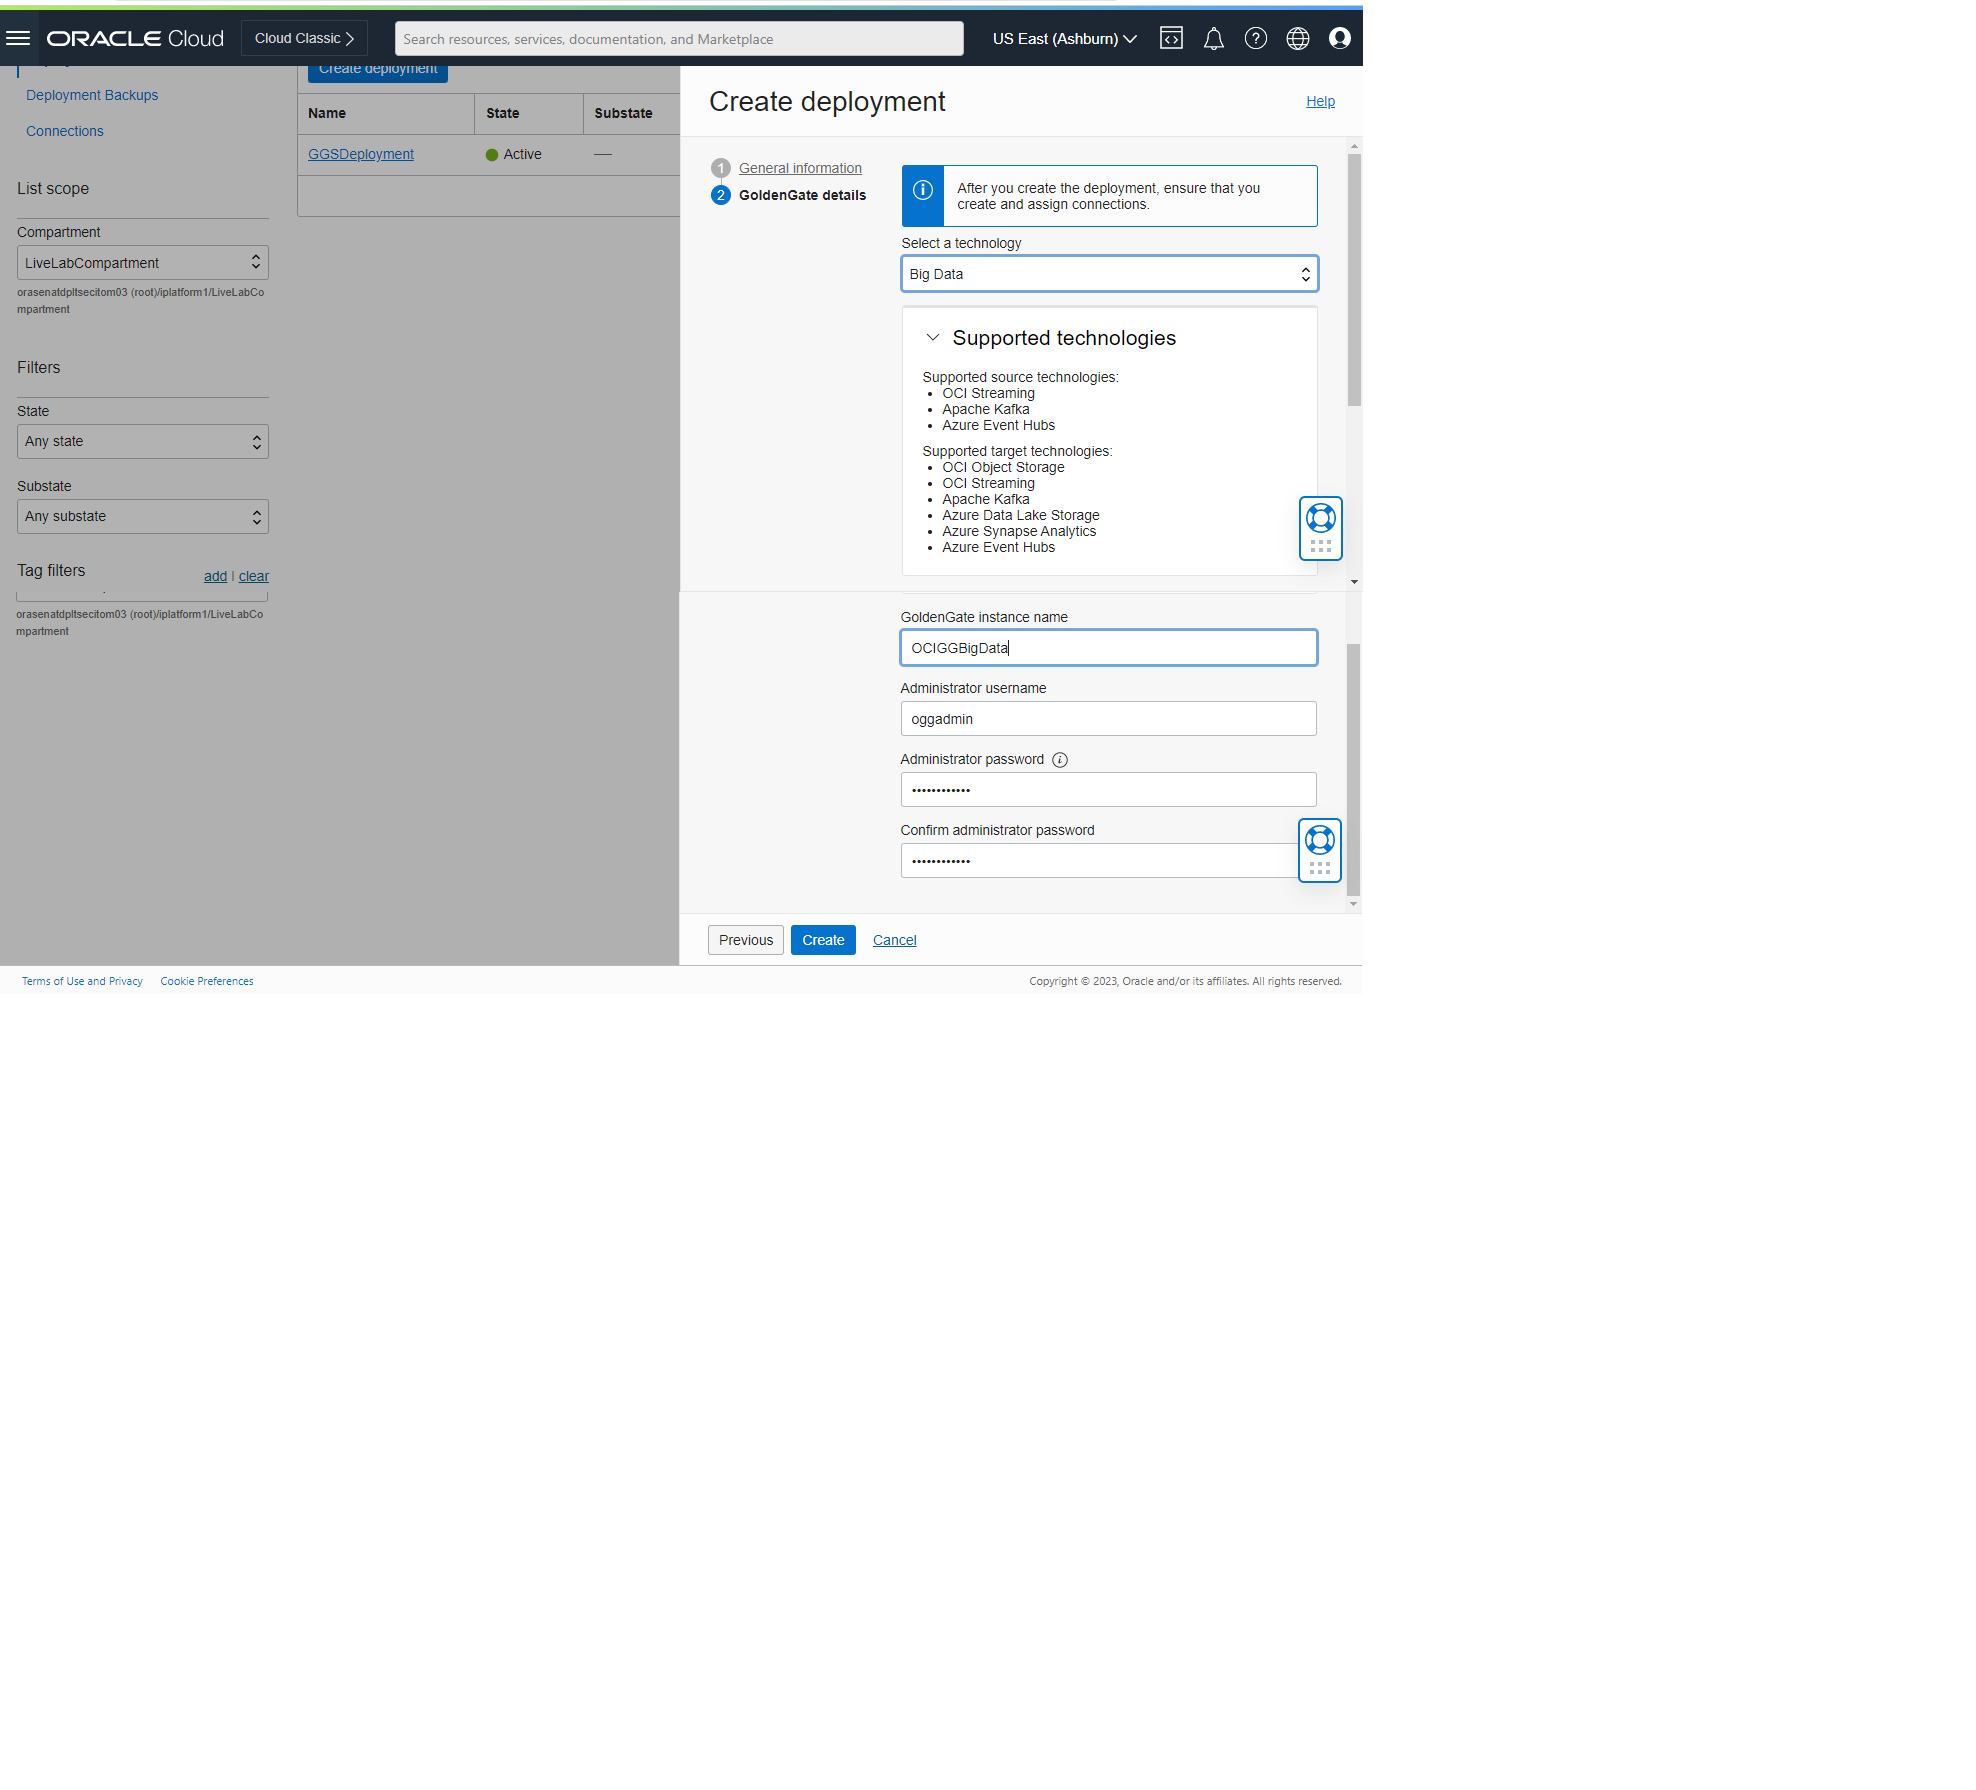 ORACLE Cloud
Cloud Classic
Search resources, services, documentation, and Marketplace
US East (Ashburn)
Deployment Backups
Connections
List scope
Compartment
LiveLabCompartment
orasenatdpltsecitom03 (root)/iplatform1/LiveLabCo
mpartment
Filters
State
Any state
Substate
Any substate
Tag filters
add | clear
orasenatdpltsecitom03 (root)/iplatform1/LiveLabCo
mpartment
Create deployment
Name State Substate
GGSDeployment Active —
Create deployment
Help
1 General information
2 GoldenGate details
After you create the deployment, ensure that you
create and assign connections.
Select a technology
Big Data
Supported technologies
Supported source technologies:
• OCI Streaming
• Apache Kafka
• Azure Event Hubs
Supported target technologies:
• OCI Object Storage
• OCI Streaming
• Apache Kafka
• Azure Data Lake Storage
• Azure Synapse Analytics
• Azure Event Hubs
GoldenGate instance name
OCIGGBigData
Administrator username
oggadmin
Administrator password
••••••••••••
Confirm administrator password
••••••••••••
Previous Create Cancel
Terms of Use and Privacy Cookie Preferences
Copyright © 2023, Oracle and/or its affiliates. All rights reserved.